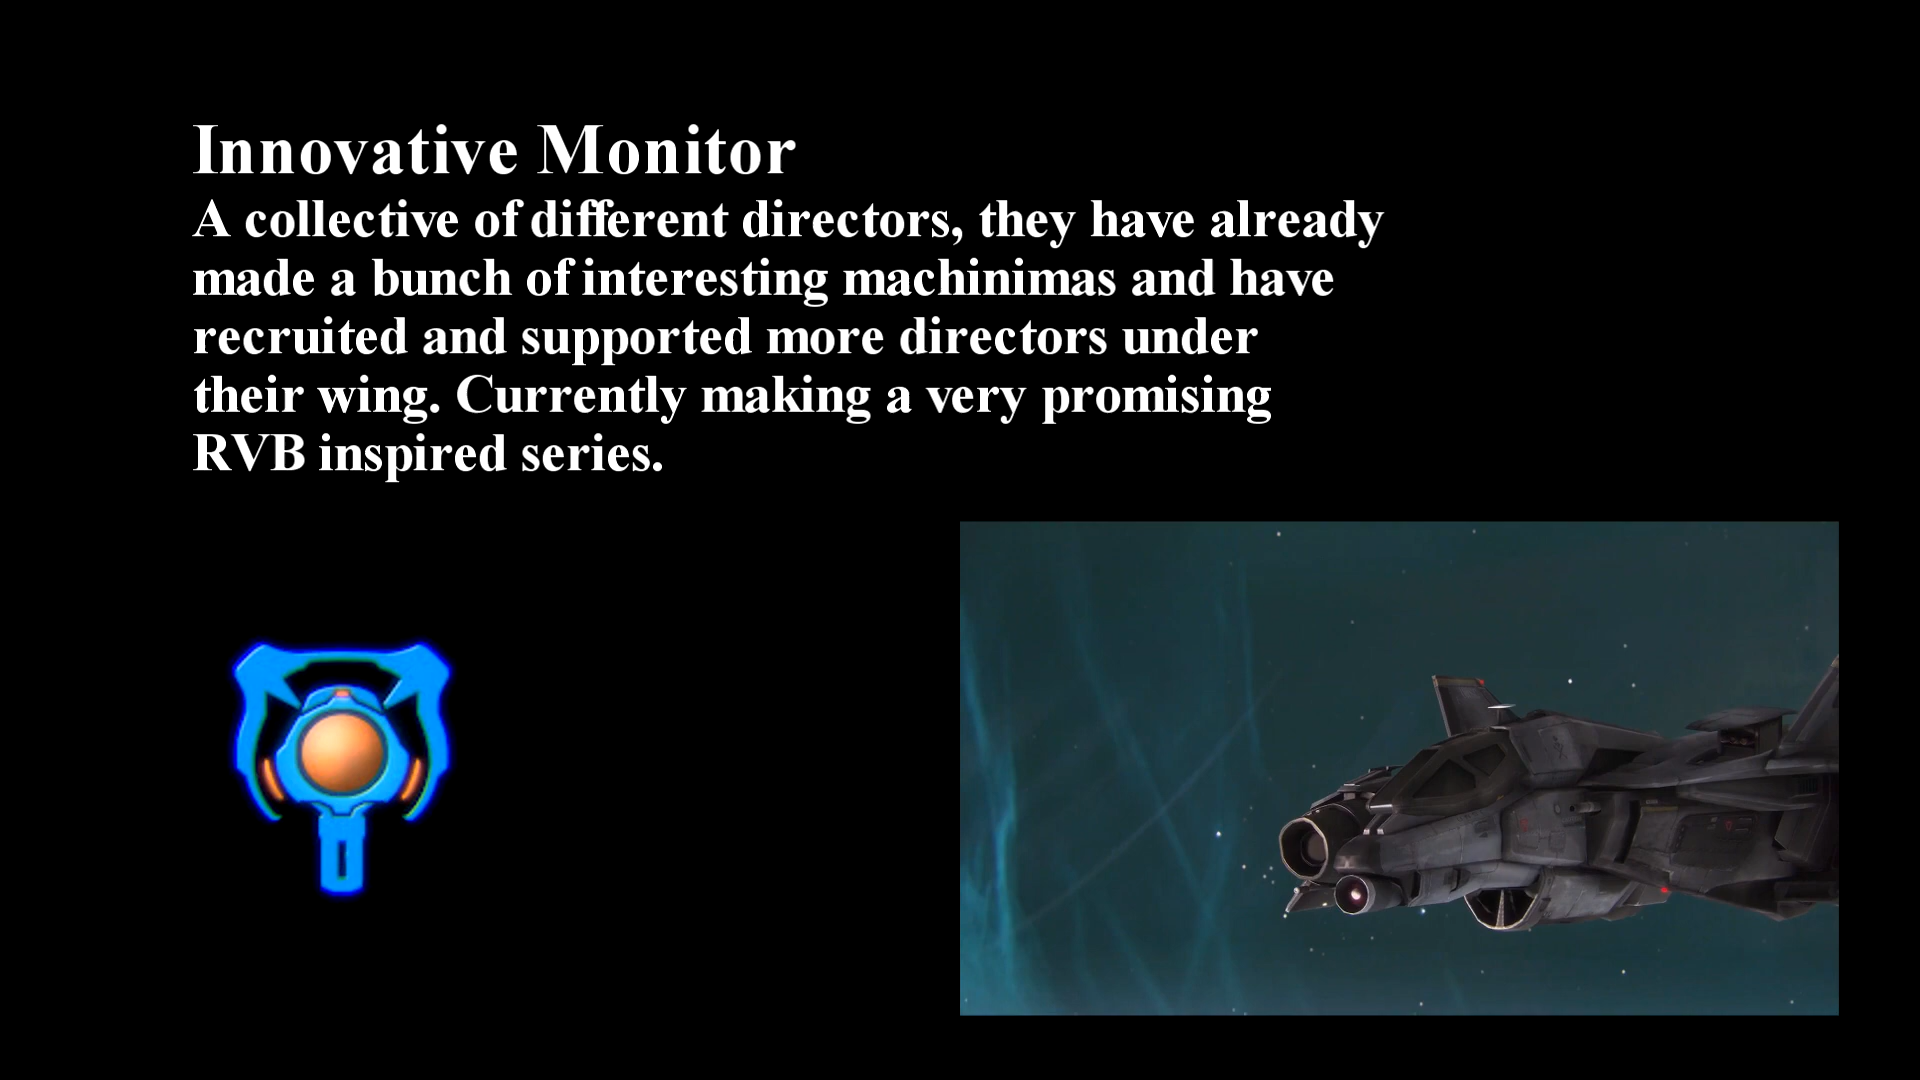 Innovative Monitor
A collective of different directors, they have already
made a bunch of interesting machinimas and have
recruited and supported more directors under
their wing. Currently making a very promising
RVB inspired series.